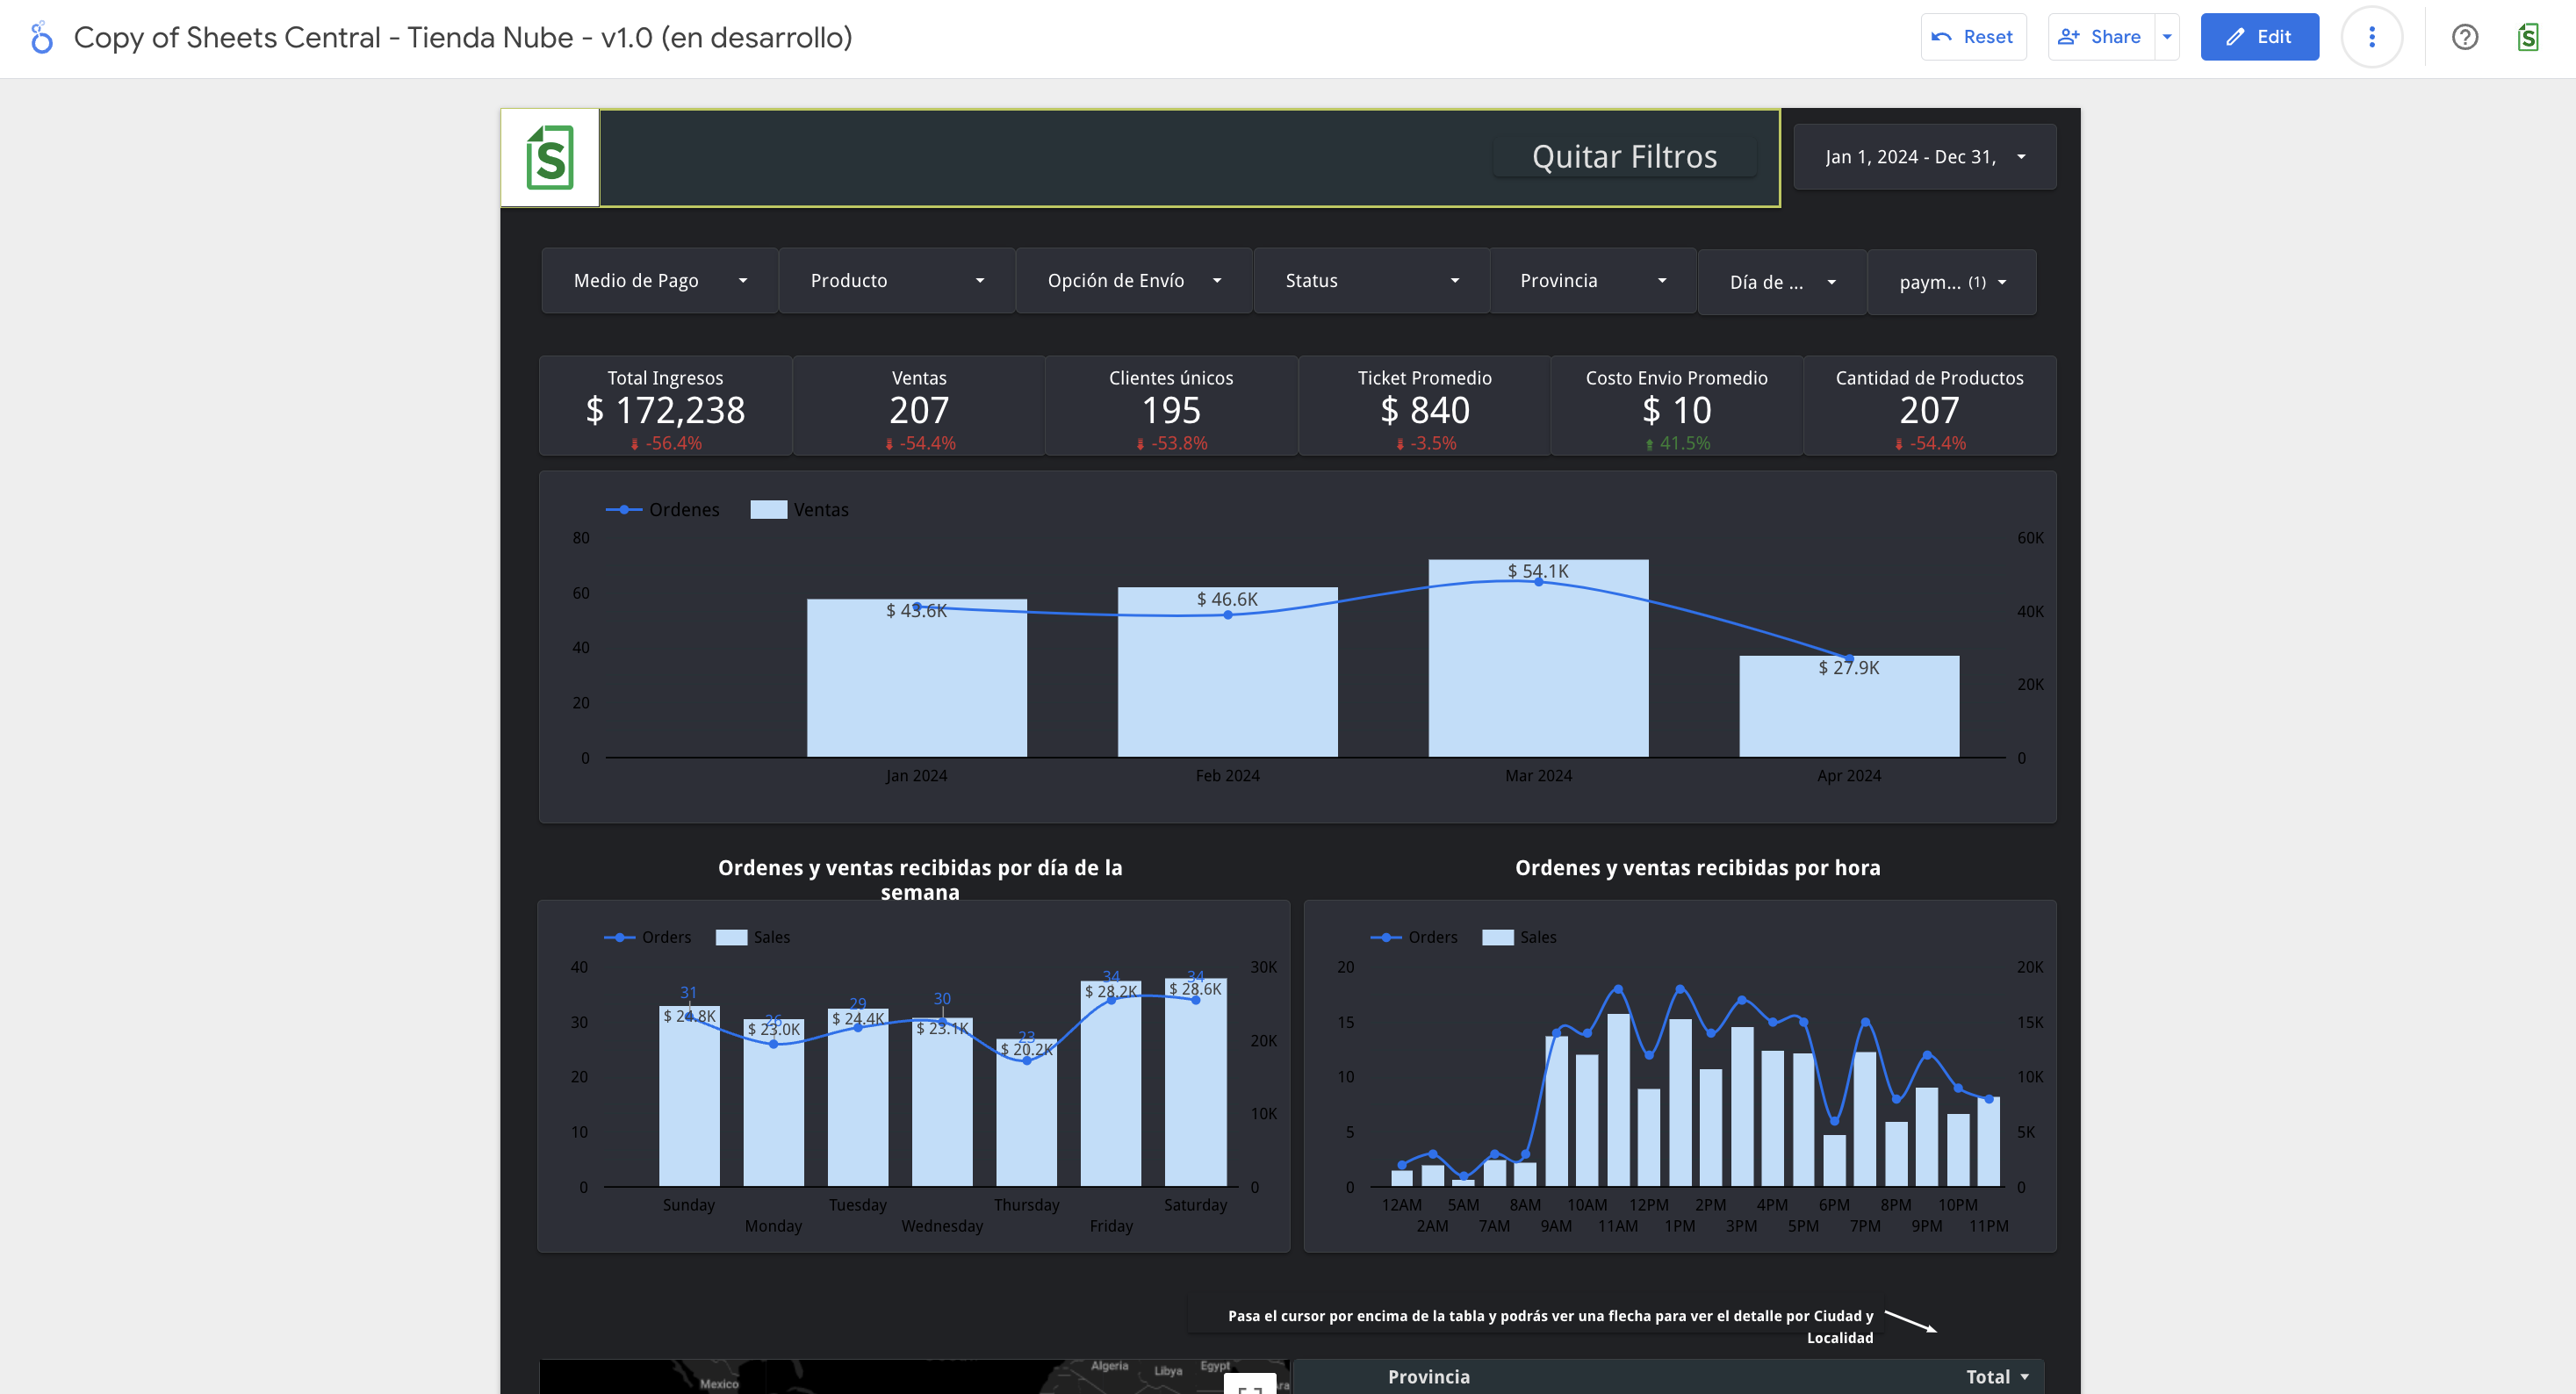 Copy of Sheets Central - Tienda Nube - v1.0 (en desarrollo)
Reset
Share
Edit
S
Quitar Filtros
Jan 1, 2024 - Dec 31,
Medio de Pago
Producto
Opción de Envío
Status
Provincia
Día de ...
paym... (1)
Total Ingresos
$ 172,238
-56.4%
Ventas
207
-54.4%
Clientes únicos
195
-53.8%
Ticket Promedio
$ 840
-3.5%
Costo Envio Promedio
$ 10
41.5%
Cantidad de Productos
207
-54.4%
Ordenes
Ventas
80
60
40
20
0
60K
40K
20K
0
$ 43.6K
$ 46.6K
$ 54.1K
$ 27.9K
Jan 2024
Feb 2024
Mar 2024
Apr 2024
Ordenes y ventas recibidas por día de la
semana
Orders
Sales
40
30
20
10
0
30K
20K
10K
0
31
26
29
30
23
34
34
$ 24.8K
$ 23.0K
$ 24.4K
$ 23.1K
$ 20.2K
$ 28.2K
$ 28.6K
Sunday
Monday
Tuesday
Wednesday
Thursday
Friday
Saturday
Ordenes y ventas recibidas por hora
Orders
Sales
20
15
10
5
0
20K
15K
10K
5K
0
12AM
2AM
5AM
7AM
8AM
9AM
10AM
11AM
12PM
1PM
2PM
3PM
4PM
5PM
6PM
7PM
8PM
9PM
10PM
11PM
Pasa el cursor por encima de la tabla y podrás ver una flecha para ver el detalle por Ciudad y
Localidad
Mexico
Algeria
Libya
Egypt
Provincia
Total